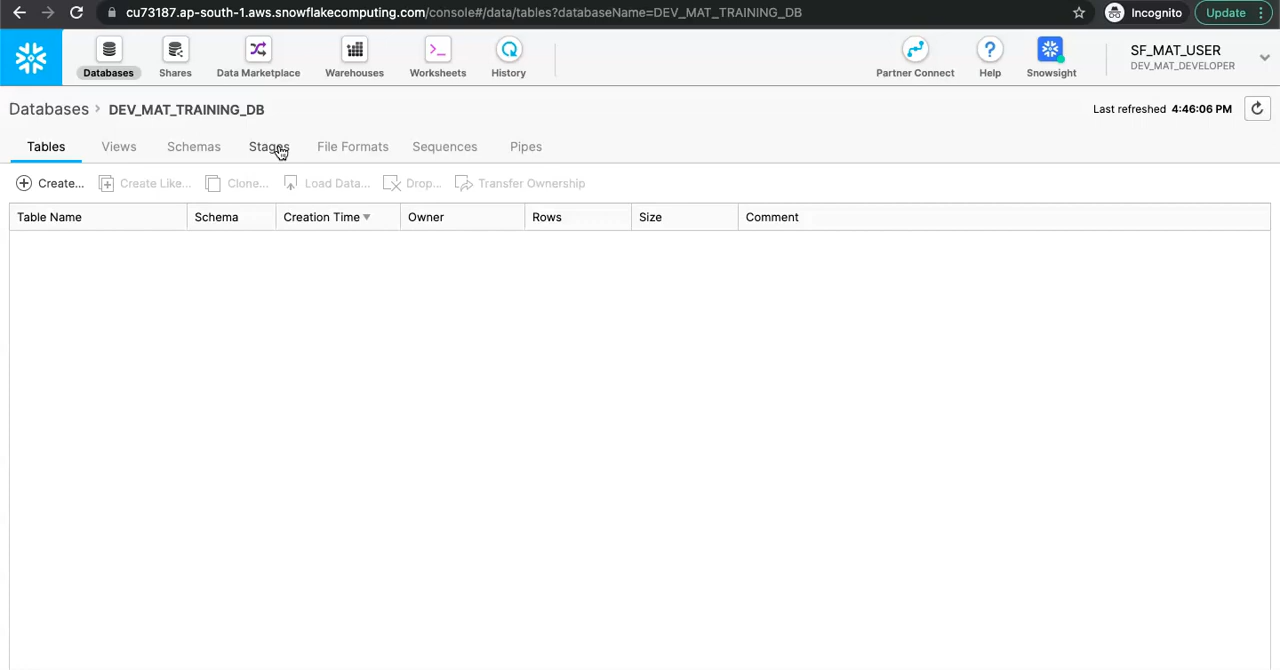 cu73187.ap-south-1.aws.snowflakecomputing.com/console#/data/tables?databaseName=DEV_MAT_TRAINING_DB Incognito Update
Databases Shares Data Marketplace Warehouses Worksheets History Partner Connect Help Snowsight SF_MAT_USER
DEV_MAT_DEVELOPER
Databases > DEV_MAT_TRAINING_DB Last refreshed 4:46:06 PM
Tables Views Schemas Stages File Formats Sequences Pipes
Create... Create Like... Clone... Load Data... Drop... Transfer Ownership
Table Name Schema Creation Time Owner Rows Size Comment